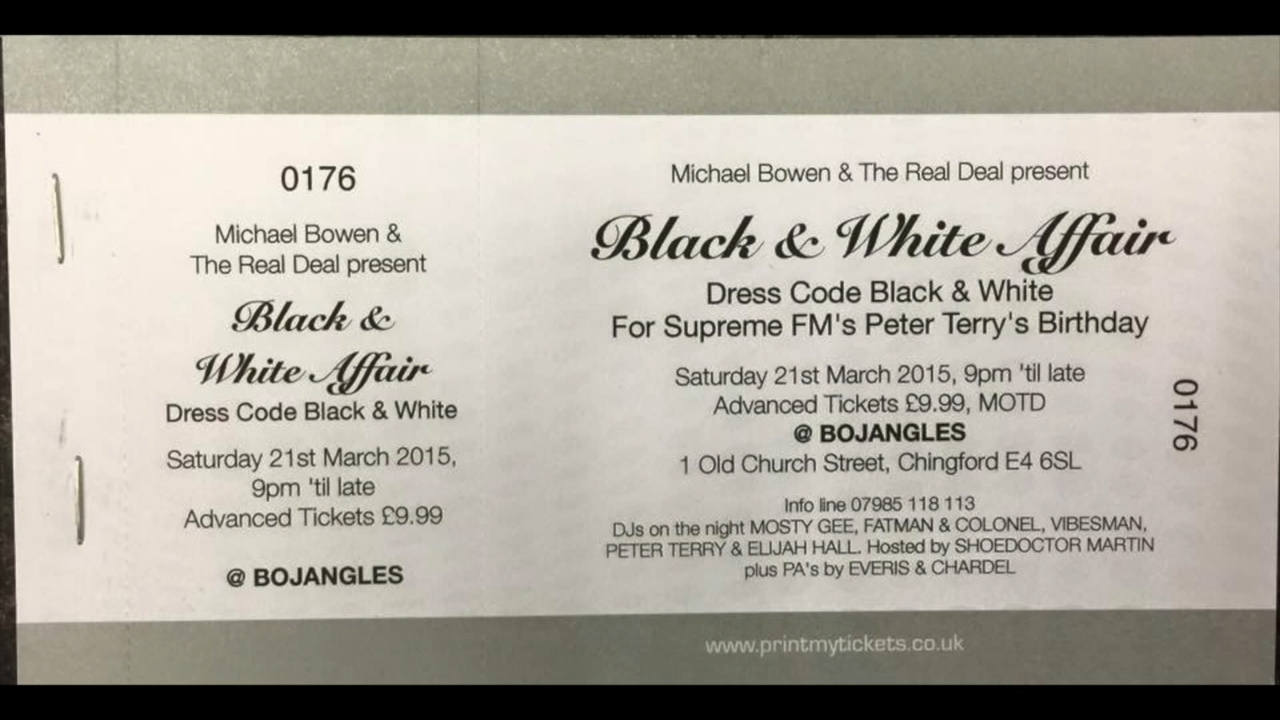 0176
Michael Bowen &
The Real Deal present
Black &
White Affair
Dress Code Black & White
Saturday 21st March 2015,
9pm 'til late
Advanced Tickets £9.99
@ BOJANGLES
Michael Bowen & The Real Deal present
Black & White Affair
Dress Code Black & White
For Supreme FM's Peter Terry's Birthday
Saturday 21st March 2015, 9pm 'til late
Advanced Tickets £9.99, MOTD
@ BOJANGLES
1 Old Church Street, Chingford E4 6SL
Info line 07985 118 113
DJs on the night MOSTY GEE, FATMAN & COLONEL, VIBESMAN,
PETER TERRY & ELIJAH HALL. Hosted by SHOEDOCTOR MARTIN
plus PA's by EVERIS & CHARDEL
0176
www.printmytickets.co.uk